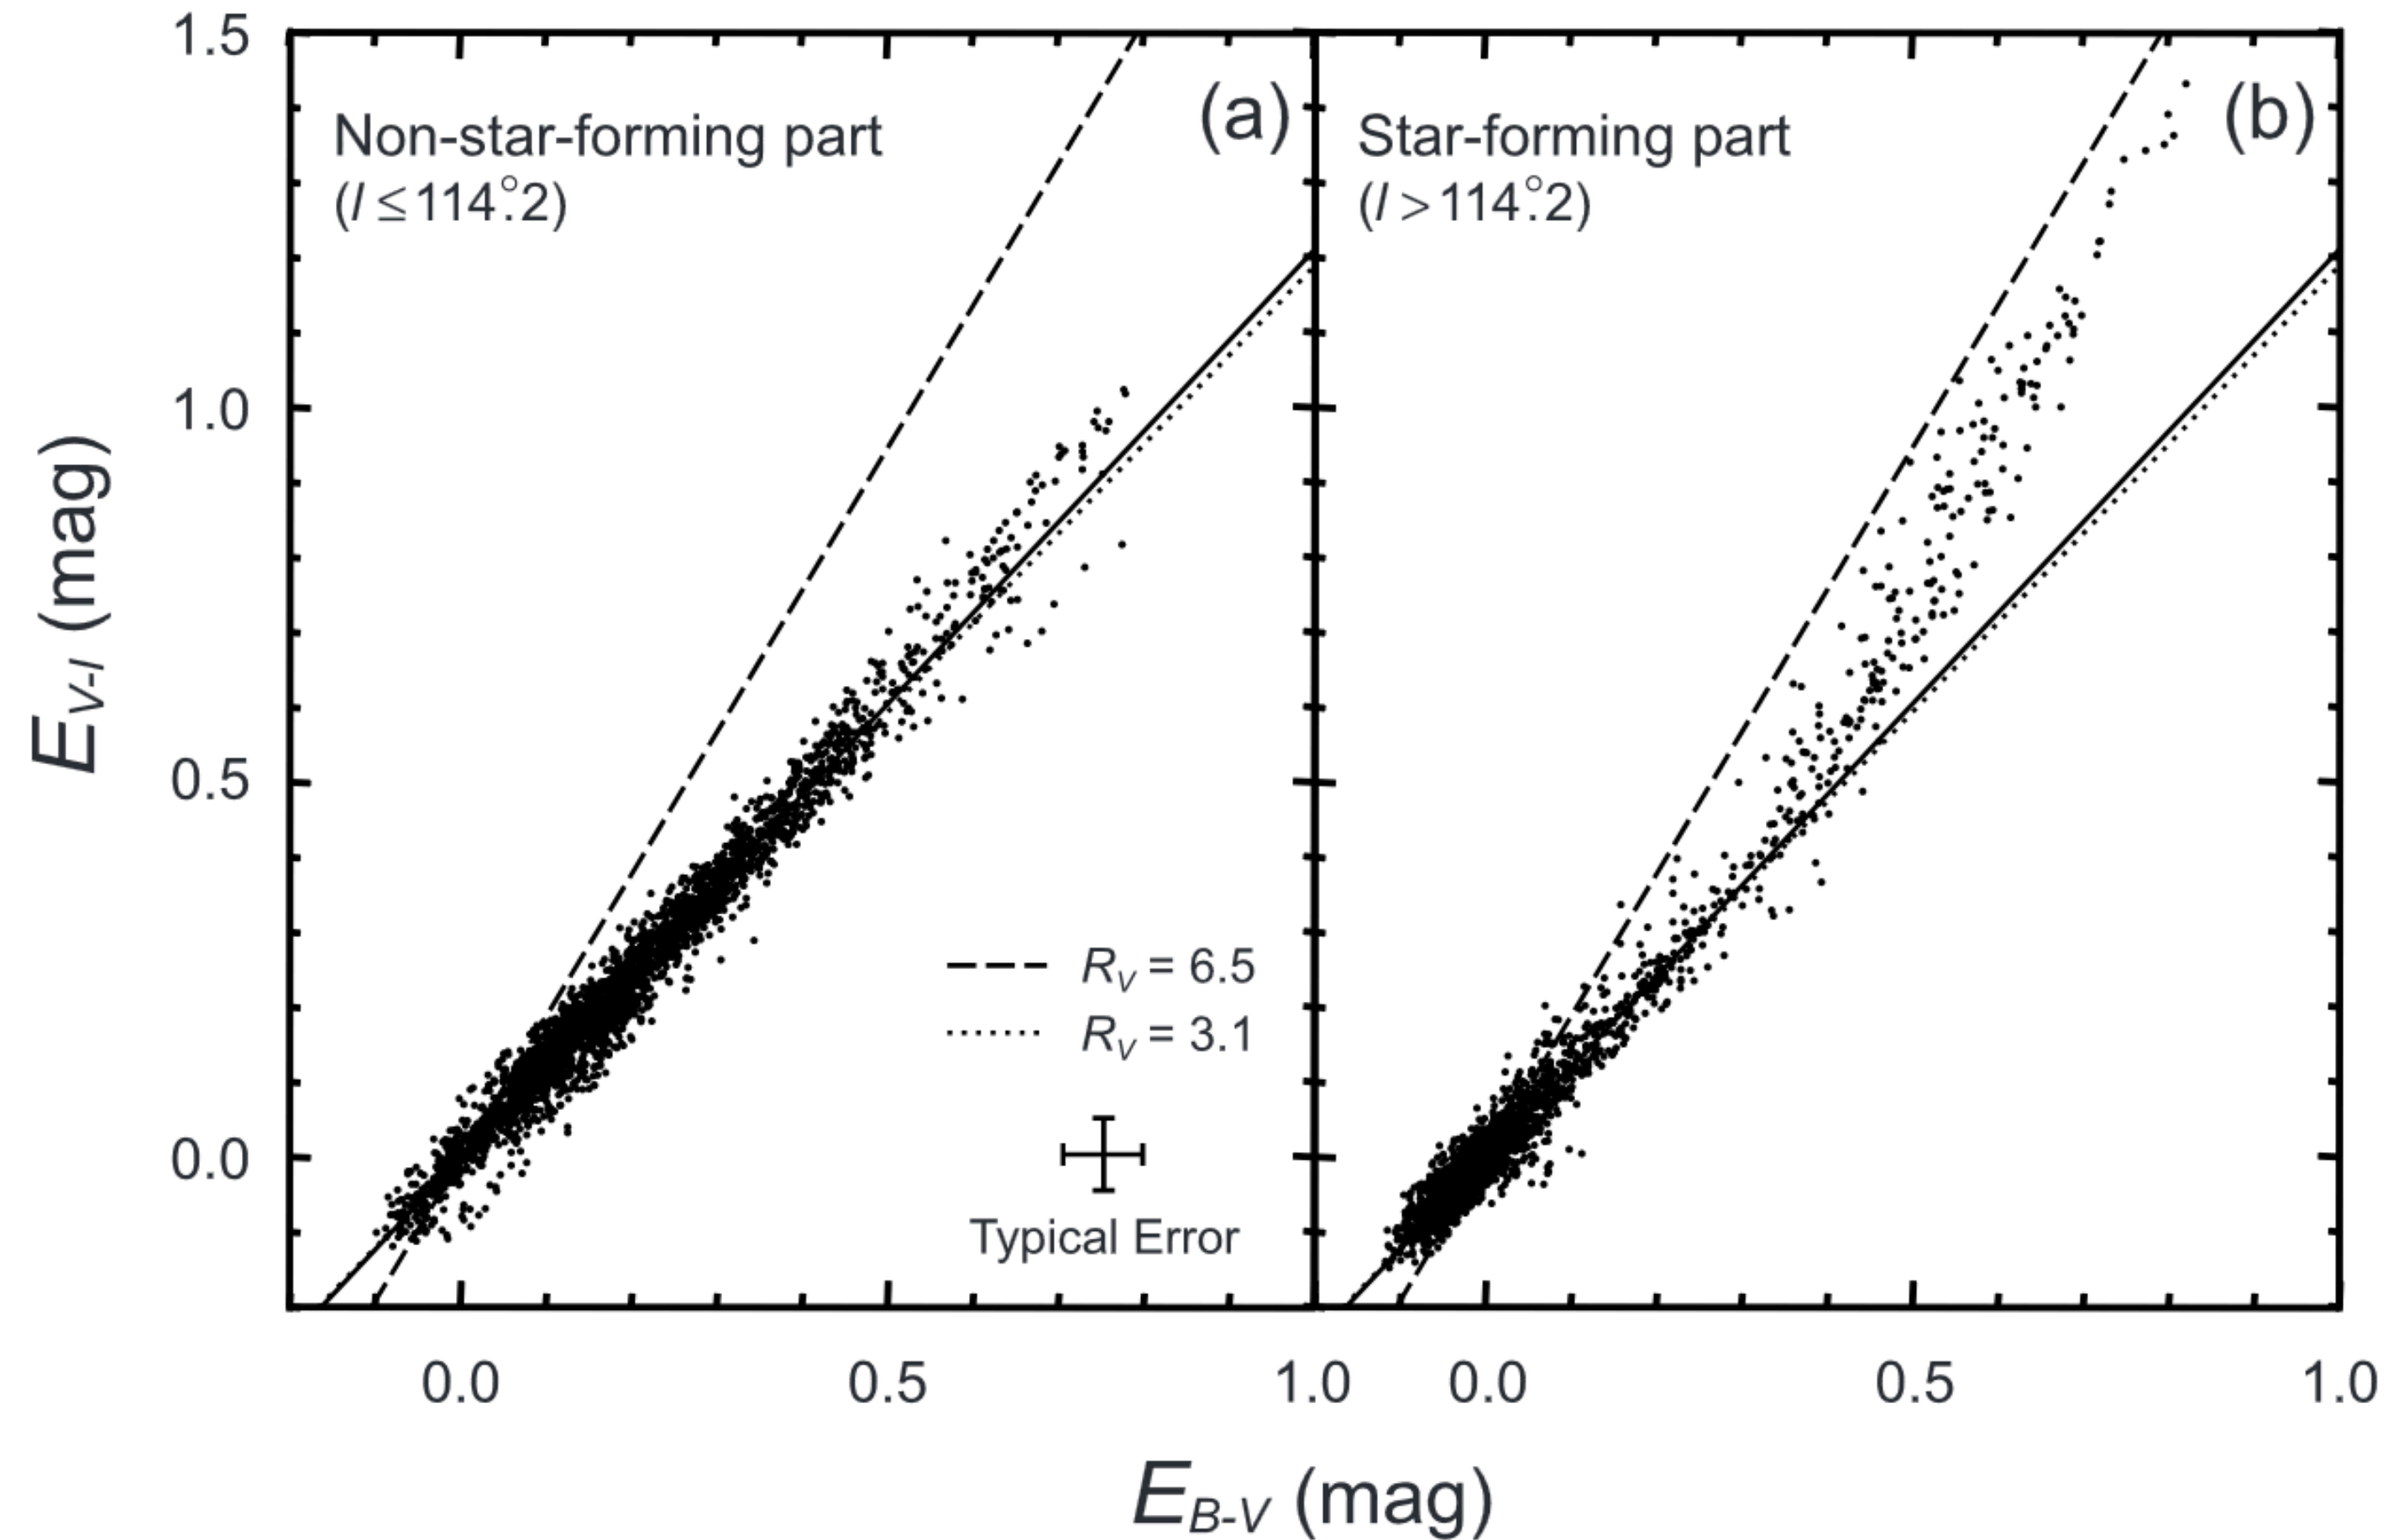 1.5
1.0
0.5
0.0
E_V-I (mag)
Non-star-forming part
(l ≤ 114°.2)
(a)
R_V = 6.5
R_V = 3.1
Typical Error
Star-forming part
(l > 114°.2)
(b)
0.0 0.5 1.0 0.0 0.5 1.0
E_B-V (mag)